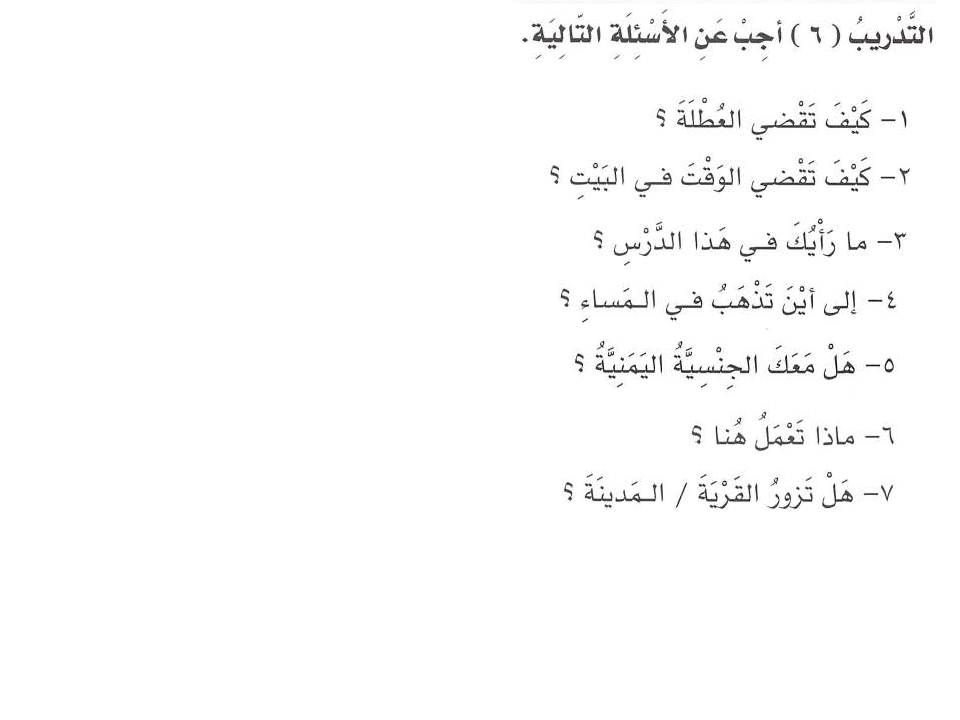 التَّدْريبُ ( ٦ ) أجِبْ عَنِ الأَسْئِلَةِ التّالِيَةِ.
١– كَيْفَ تَقْضي العُطْلَةَ ؟
٢– كَيْفَ تَقْضي الوَقْتَ في البَيْتِ ؟
٣– ما رَأْيُكَ في هَذا الدَّرْسِ ؟
٤– إلى أيْنَ تَذْهَبُ في المَساءِ ؟
٥– هَلْ مَعَكَ الجِنْسِيَّةُ اليَمَنِيَّةُ ؟
٦– ماذا تَعْمَلُ هُنا ؟
٧– هَلْ تَزورُ القَرْيَةَ / المَدينَةَ ؟